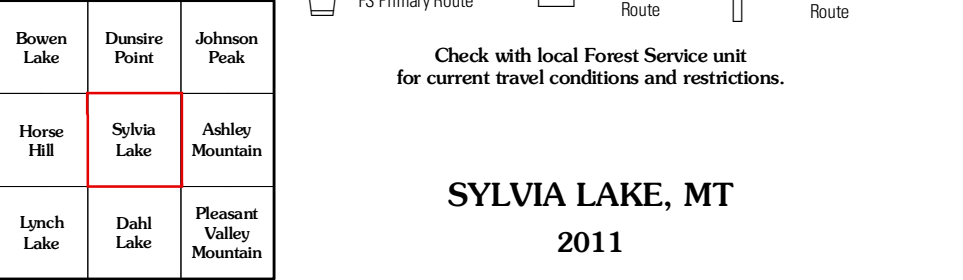 FS Primary Route
Route
Route
Bowen
Lake
Dunsire
Point
Johnson
Peak
Horse
Hill
Sylvia
Lake
Ashley
Mountain
Lynch
Lake
Dahl
Lake
Pleasant
Valley
Mountain
Check with local Forest Service unit
for current travel conditions and restrictions.
SYLVIA LAKE, MT
2011